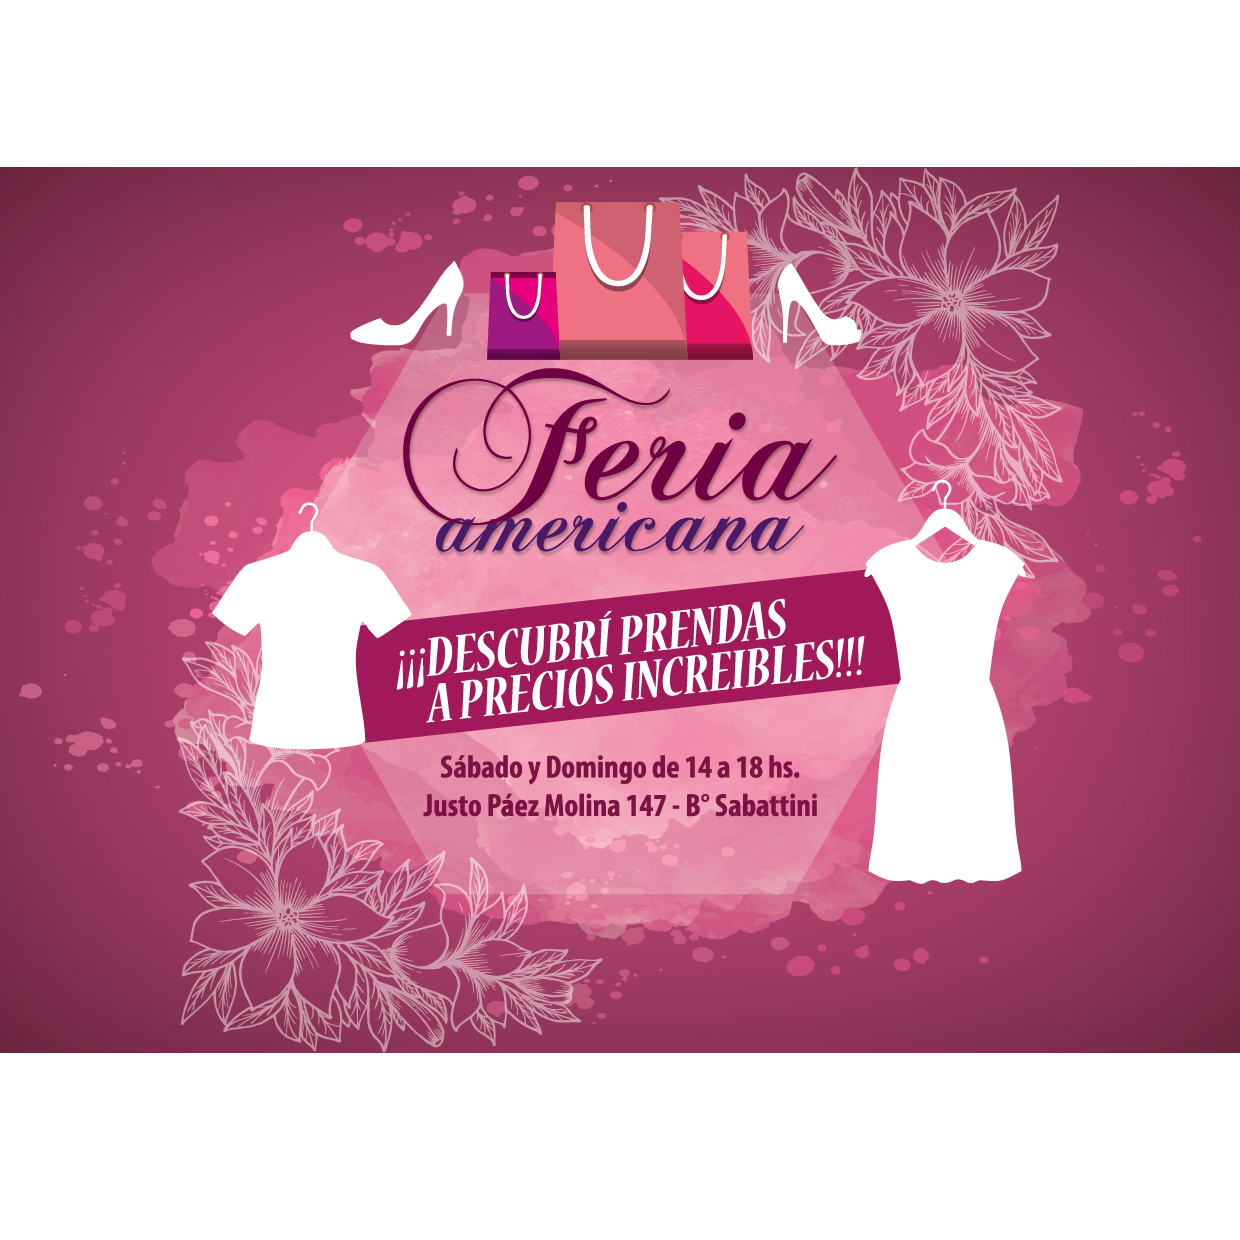 Feria
americana
¡¡¡DESCUBRÍ PRENDAS
A PRECIOS INCREIBLES!!!
Sábado y Domingo de 14 a 18 hs.
Justo Páez Molina 147 - B° Sabattini